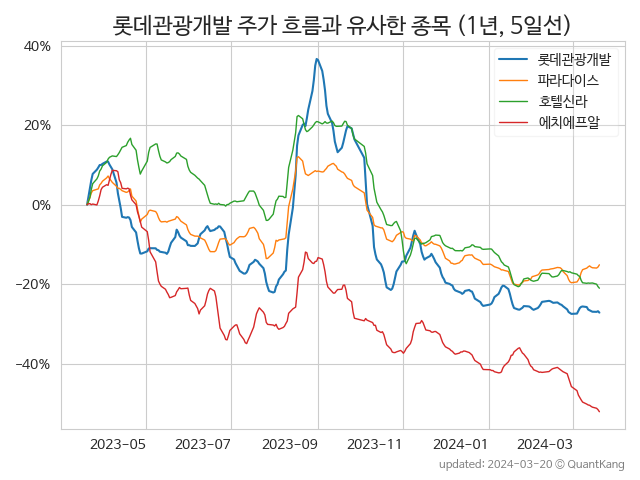 롯데관광개발 주가 흐름과 유사한 종목 (1년, 5일선)
40%
20%
0%
−20%
−40%
롯데관광개발
파라다이스
호텔신라
에치에프알
2023-05 2023-07 2023-09 2023-11 2024-01 2024-03
updated: 2024-03-20 © QuantKang